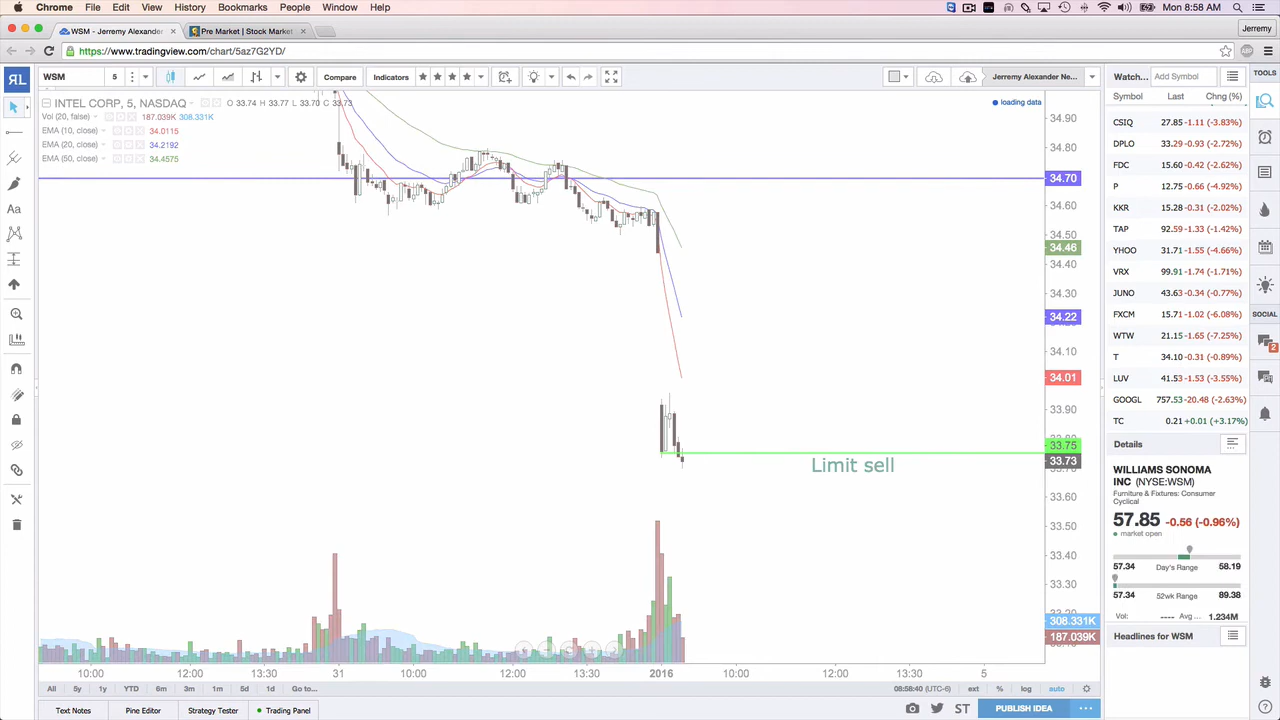 Chrome File Edit View History Bookmarks People Window Help Mon 8:58 AM
WSM - Jerremy Alexander N Pre Market | Stock Market Jerremy
https://www.tradingview.com/chart/5az7G2YD/
WSM 5 Compare Indicators Jerremy Alexander Ne... Watch... Add Symbol TOOLS
INTEL CORP, 5, NASDAQ O 33.74 H 33.77 L 33.70 C 33.73
loading data
Vol (20, false) 187.039K 308.331K
EMA (10, close) 34.0115
EMA (20, close) 34.2192
EMA (50, close) 34.4575
34.90
34.80
34.70
34.60
34.50
34.46
34.40
34.30
34.22
34.10
34.01
33.90
33.75
33.73
33.60
33.50
33.40
33.30
308.331K
187.039K
Limit sell
10:00 12:00 13:30 31 10:00 12:00 13:30 2016 10:00 12:00 13:30 5
All 5y 1y YTD 6m 3m 1m 5d 1d Go to... 08:58:40 (UTC-6) ext % log auto
Text Notes Pine Editor Strategy Tester Trading Panel ST PUBLISH IDEA
Symbol Last Chng (%)
CSIQ 27.85 -1.11 (-3.83%)
DPLO 33.29 -0.93 (-2.72%)
FDC 15.60 -0.42 (-2.62%)
P 12.75 -0.66 (-4.92%)
KKR 15.28 -0.31 (-2.02%)
TAP 92.59 -1.33 (-1.42%)
YHOO 31.71 -1.55 (-4.66%)
VRX 99.91 -1.74 (-1.71%)
JUNO 43.63 -0.34 (-0.77%)
FXCM 15.71 -1.02 (-6.08%)
WTW 21.15 -1.65 (-7.25%)
T 34.10 -0.31 (-0.89%)
LUV 41.53 -1.53 (-3.55%)
GOOGL 757.53 -20.48 (-2.63%)
TC 0.21 +0.01 (+3.17%)
SOCIAL
2
Details
WILLIAMS SONOMA
INC (NYSE:WSM)
Furniture & Fixtures: Consumer
Cyclical
57.85 -0.56 (-0.96%)
market open
57.34 Day's Range 58.19
57.34 52wk Range 89.38
Vol: ---- Avg ... 1.234M
Headlines for WSM